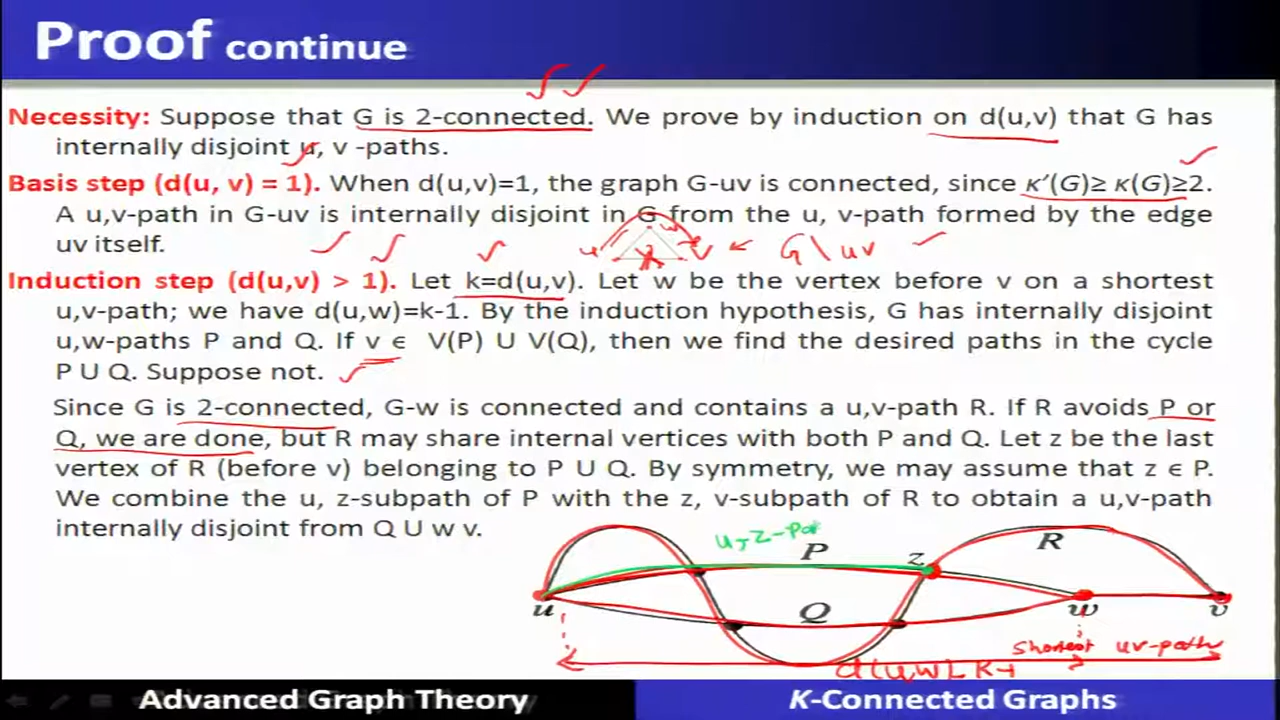 Proof continue
Necessity: Suppose that G is 2-connected. We prove by induction on d(u,v) that G has
internally disjoint u, v -paths.
Basis step (d(u, v) = 1). When d(u,v)=1, the graph G-uv is connected, since κ′(G)≥ κ(G)≥2.
A u,v-path in G-uv is internally disjoint in G from the u, v-path formed by the edge
uv itself.
u v G \ uv
Induction step (d(u,v) > 1). Let k=d(u,v). Let w be the vertex before v on a shortest
u,v-path; we have d(u,w)=k-1. By the induction hypothesis, G has internally disjoint
u,w-paths P and Q. If v ϵ V(P) U V(Q), then we find the desired paths in the cycle
P U Q. Suppose not.
Since G is 2-connected, G-w is connected and contains a u,v-path R. If R avoids P or
Q, we are done, but R may share internal vertices with both P and Q. Let z be the last
vertex of R (before v) belonging to P U Q. By symmetry, we may assume that z ϵ P.
We combine the u, z-subpath of P with the z, v-subpath of R to obtain a u,v-path
internally disjoint from Q U w v.
u,z-pat
P z R
u Q w v
shortest uv-path
Advanced Graph Theory
K-Connected Graphs